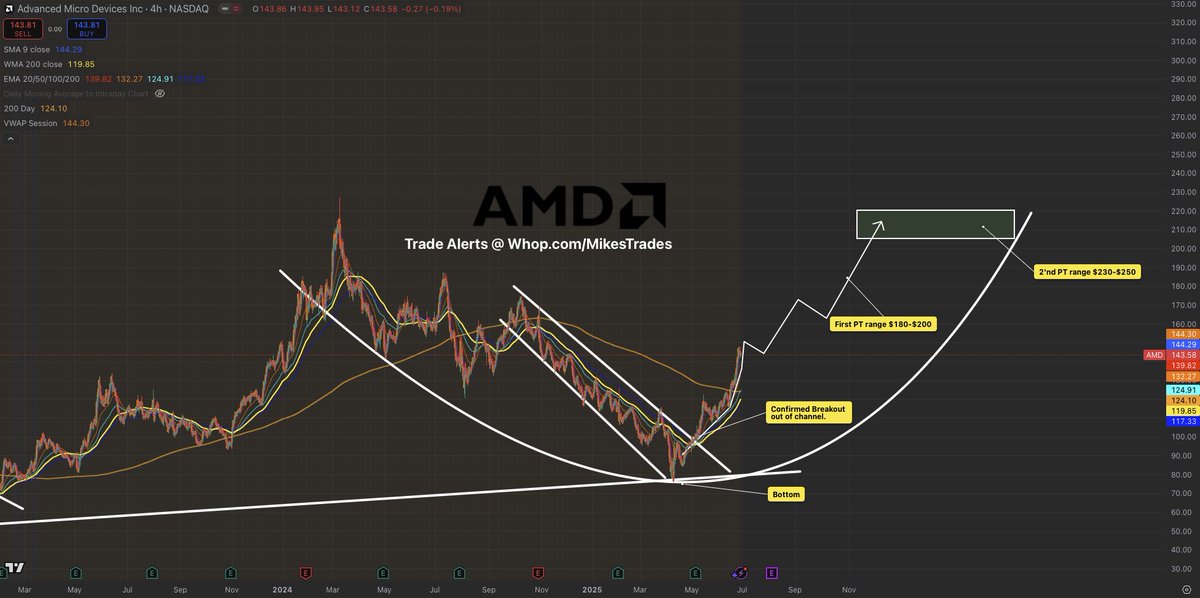 Advanced Micro Devices Inc · 4h · NASDAQ O143.86 H143.95 L143.12 C143.58 −0.27 (−0.19%)
143.81 SELL 0.00 143.81 BUY
SMA 9 close 144.29
WMA 200 close 119.85
EMA 20/50/100/200 139.82 132.27 124.91 117.33
Daily Moving Average to Intraday Chart
200 Day 124.10
VWAP Session 144.30
AMD
Trade Alerts @ Whop.com/MikesTrades
2'nd PT range $230-$250
First PT range $180-$200
Confirmed Breakout
out of channel.
Bottom
330.00
320.00
310.00
300.00
290.00
280.00
270.00
260.00
250.00
240.00
230.00
220.00
210.00
200.00
190.00
180.00
170.00
160.00
144.30
144.29
AMD 143.58
139.82
132.27
124.91
124.10
119.85
117.33
100.00
90.00
80.00
70.00
60.00
50.00
40.00
30.00
E E E E E E E E E E E
Mar May Jul Sep Nov 2024 Mar May Jul Sep Nov 2025 Mar May Jul Sep Nov